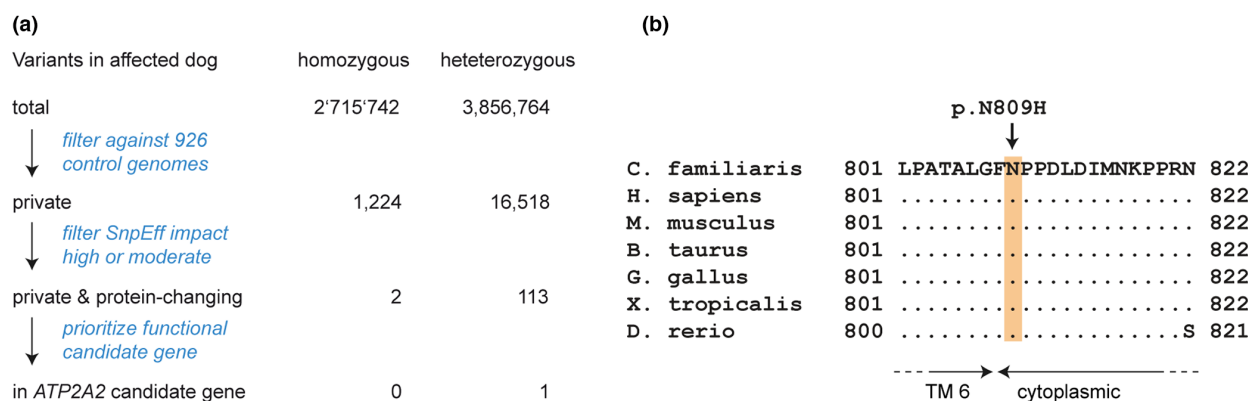 (a)
Variants in affected dog homozygous heteterozygous
total 2‘715‘742 3,856,764
filter against 926
control genomes
private 1,224 16,518
filter SnpEff impact
high or moderate
private & protein-changing 2 113
prioritize functional
candidate gene
in ATP2A2 candidate gene 0 1
(b)
p.N809H
C. familiaris 801 LPATALGFNPPDLDIMNKPPRN 822
H. sapiens 801 ...................... 822
M. musculus 801 ...................... 822
B. taurus 801 ...................... 822
G. gallus 801 ...................... 822
X. tropicalis 801 ...................... 822
D. rerio 800 .....................S 821
TM 6 cytoplasmic